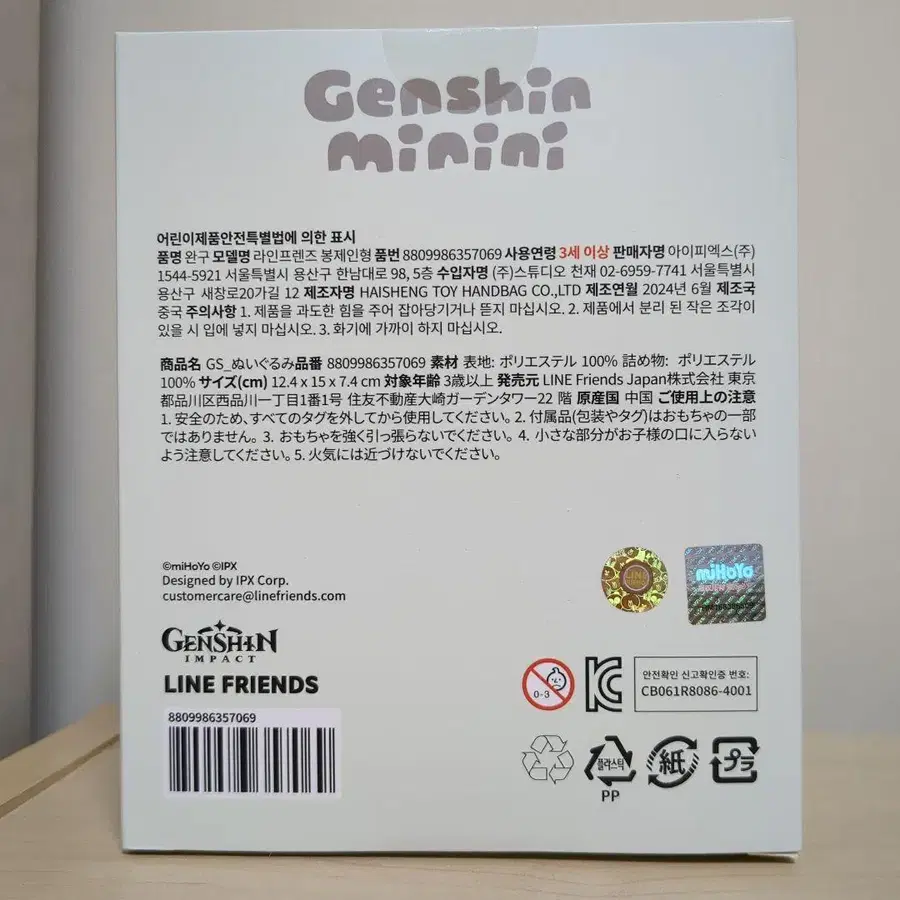 Genshin
minini
어린이제품안전특별법에 의한 표시
품명 완구 모델명 라인프렌즈 봉제인형 품번 8809986357069 사용연령 3세 이상 판매자명 아이피엑스(주)
1544-5921 서울특별시 용산구 한남대로 98, 5층 수입자명 (주)스튜디오 천재 02-6959-7741 서울특별시
용산구 새창로20가길 12 제조자명 HAISHENG TOY HANDBAG CO.,LTD 제조연월 2024년 6월 제조국
중국 주의사항 1. 제품을 과도한 힘을 주어 잡아당기거나 뜯지 마십시오. 2. 제품에서 분리 된 작은 조각이
있을 시 입에 넣지 마십시오. 3. 화기에 가까이 하지 마십시오.
商品名 GS_ぬいぐるみ品番 8809986357069 素材 表地: ポリエステル 100% 詰め物: ポリエステル
100% サイズ(cm) 12.4 x 15 x 7.4 cm 対象年齢 3歳以上 発売元 LINE Friends Japan株式会社 東京
都品川区西品川一丁目1番1号 住友不動産大崎ガーデンタワー22 階 原産国 中国 ご使用上の注意
1. 安全のため、すべてのタグを外してから使用してください。2. 付属品(包装やタグ)はおもちゃの一部
ではありません。3. おもちゃを強く引っ張らないでください。4. 小さな部分がお子様の口に入らない
よう注意してください。5. 火気には近づけないでください。
©miHoYo ©IPX
Designed by IPX Corp.
customercare@linefriends.com
LINE
miHoYo
GENSHIN
IMPACT
LINE FRIENDS
8809986357069
0-3
안전확인 신고확인증 번호:
CB061R8086-4001
플라스틱
PP
紙
プラ